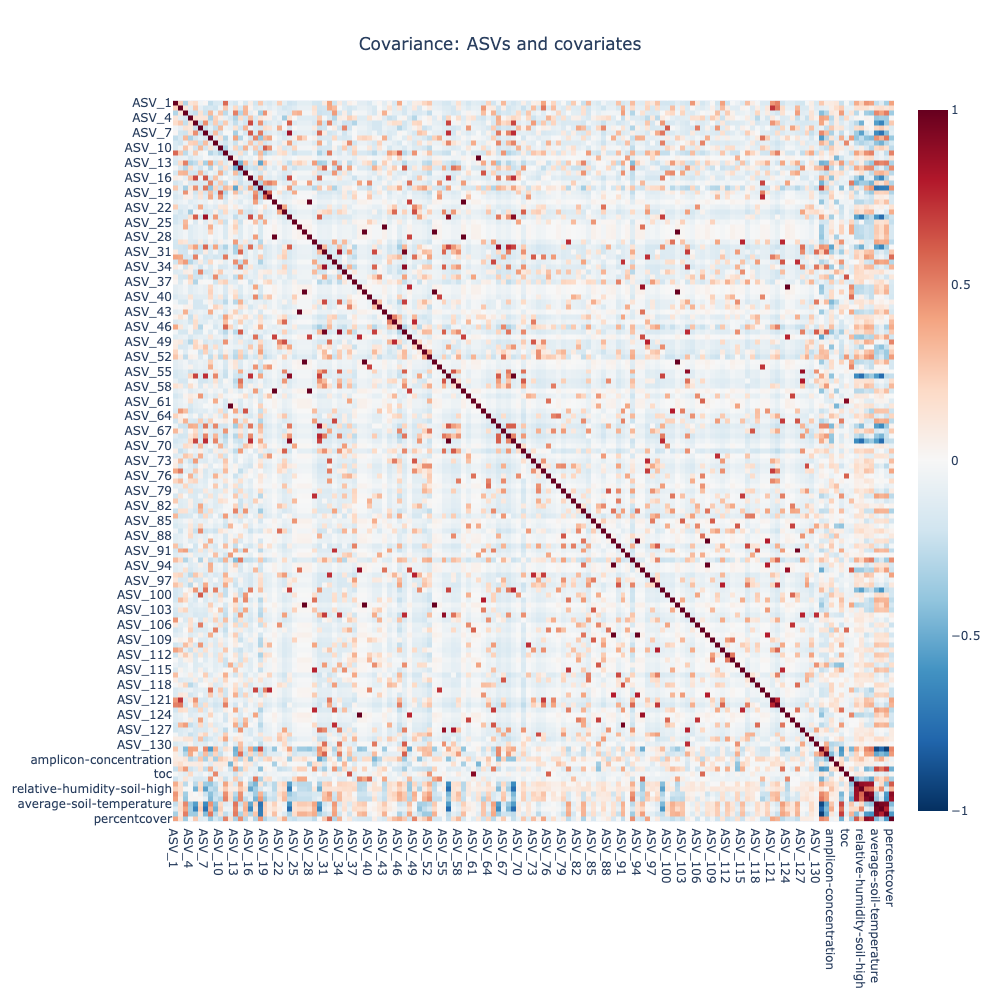 Covariance: ASVs and covariates
ASV_1
ASV_4
ASV_7
ASV_10
ASV_13
ASV_16
ASV_19
ASV_22
ASV_25
ASV_28
ASV_31
ASV_34
ASV_37
ASV_40
ASV_43
ASV_46
ASV_49
ASV_52
ASV_55
ASV_58
ASV_61
ASV_64
ASV_67
ASV_70
ASV_73
ASV_76
ASV_79
ASV_82
ASV_85
ASV_88
ASV_91
ASV_94
ASV_97
ASV_100
ASV_103
ASV_106
ASV_109
ASV_112
ASV_115
ASV_118
ASV_121
ASV_124
ASV_127
ASV_130
amplicon-concentration
toc
relative-humidity-soil-high
average-soil-temperature
percentcover
ASV_1
ASV_4
ASV_7
ASV_10
ASV_13
ASV_16
ASV_19
ASV_22
ASV_25
ASV_28
ASV_31
ASV_34
ASV_37
ASV_40
ASV_43
ASV_46
ASV_49
ASV_52
ASV_55
ASV_58
ASV_61
ASV_64
ASV_67
ASV_70
ASV_73
ASV_76
ASV_79
ASV_82
ASV_85
ASV_88
ASV_91
ASV_94
ASV_97
ASV_100
ASV_103
ASV_106
ASV_109
ASV_112
ASV_115
ASV_118
ASV_121
ASV_124
ASV_127
ASV_130
amplicon-concentration
toc
relative-humidity-soil-high
average-soil-temperature
percentcover
1
0.5
0
−0.5
−1